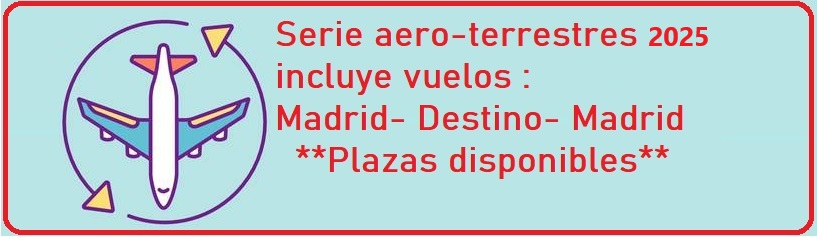 Serie aero-terrestres 2025
incluye vuelos :
Madrid- Destino- Madrid
**Plazas disponibles**